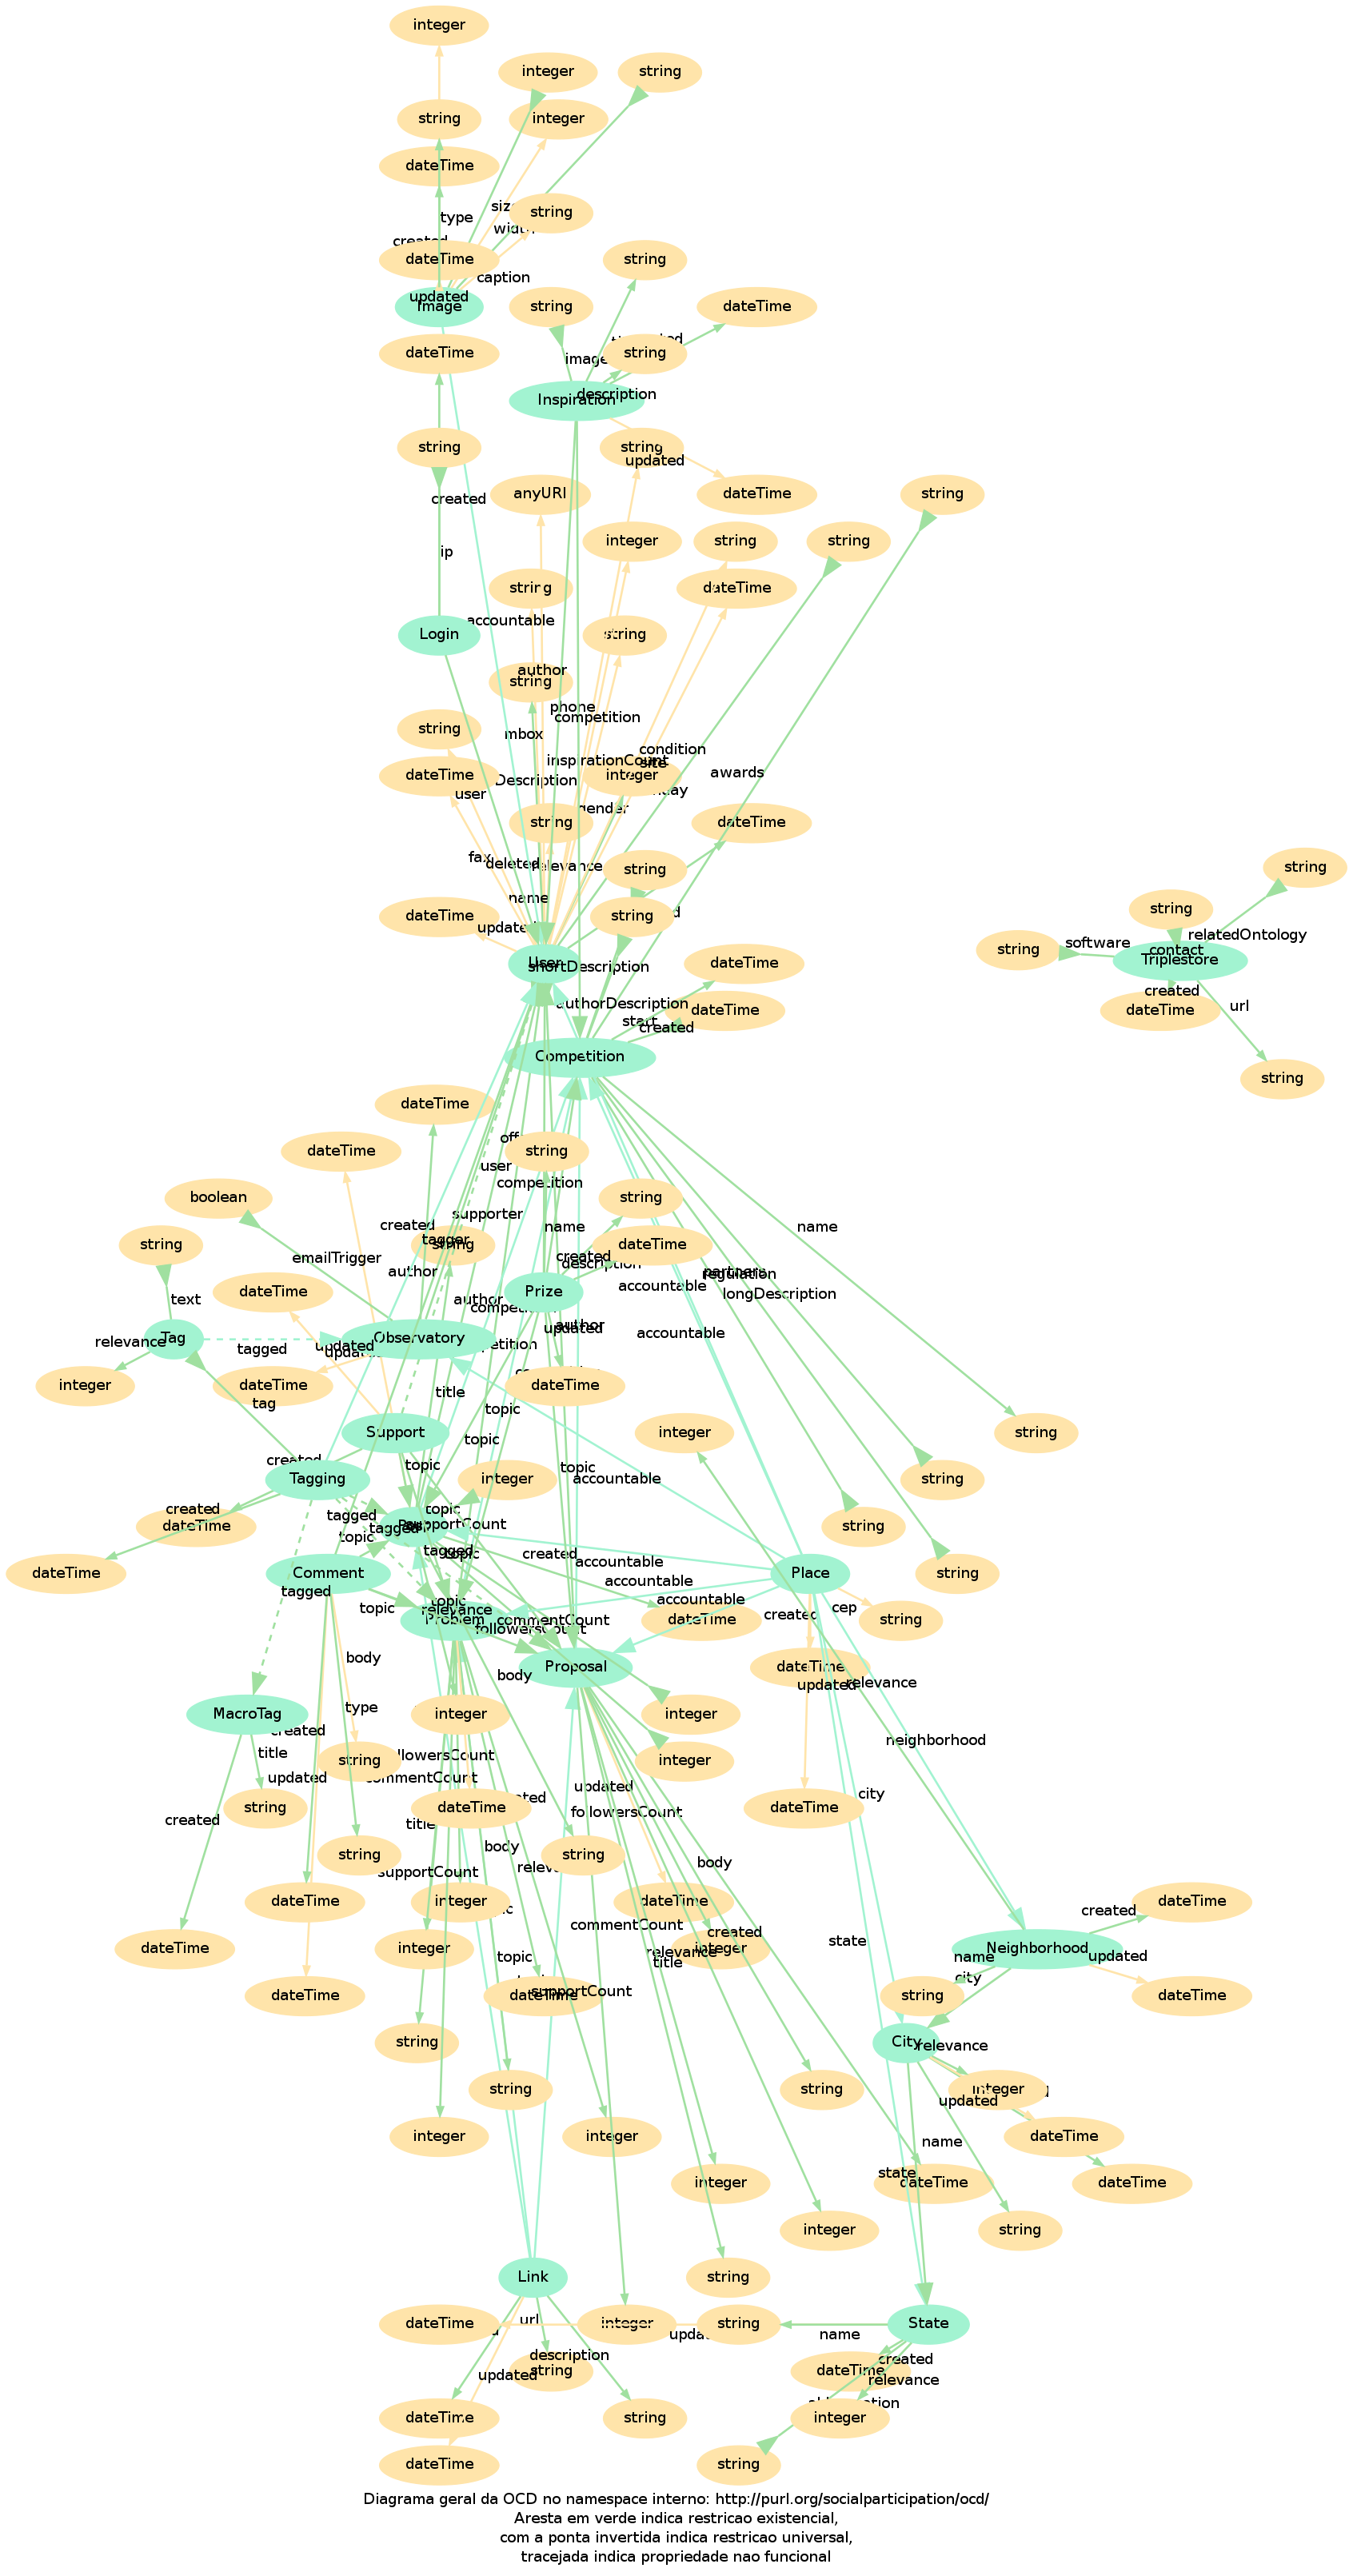 integer
integer
string
integer
string
dateTime
type
string
width
created
dateTime
caption
string
updated
Image
string
dateTime
dateTime
image
string
description
Inspiration
string
string
updated
created
anyURI
dateTime
string
ip
integer
string
string
string
dateTime
accountable
Login
string
author
string
phone
competition
string
mbox
condition
site
inspirationCount
awards
dateTime
Description
integer
user
gender
string
dateTime
fax
deleted
relevance
string
string
name
string
string
dateTime
updated
relatedOntology
software
string
contact
User
shortDescription
dateTime
Triplestore
created
authorDescription
dateTime
dateTime
url
start
created
Competition
string
dateTime
dateTime
string
user
competition
boolean
string
supporter
created
name
name
string
tagger
emailTrigger
created
dateTime
description
author
partners
regulation
accountable
dateTime
Prize
longDescription
text
author
updated
author
accountable
Tag
relevance
tagged
updated
Observatory
integer
dateTime
title
dateTime
tag
topic
Support
integer
string
topic
created
topic
topic
accountable
Tagging
integer
string
created
dateTime
tagged
topic
supportCount
string
tagged
topic
tagged
created
accountable
dateTime
Comment
accountable
Place
string
tagged
topic
topic
relevance
Problem
commentCount
accountable
created
cep
followersCount
dateTime
string
body
body
Proposal
dateTime
updated
relevance
MacroTag
type
integer
integer
created
title
neighborhood
string
integer
updated
commentCount
updated
city
created
string
dateTime
followersCount
dateTime
title
body
string
string
body
supportCount
dateTime
integer
dateTime
dateTime
commentCount
created
created
state
dateTime
integer
relevance
integer
Neighborhood
title
name
updated
topic
city
dateTime
dateTime
supportCount
string
dateTime
string
City
relevance
string
string
integer
updated
integer
integer
name
dateTime
state
integer
dateTime
dateTime
integer
string
Link
string
dateTime
url
integer
string
name
State
description
string
updated
created
dateTime
relevance
dateTime
string
integer
dateTime
string
Diagrama geral da OCD no namespace interno: http://purl.org/socialparticipation/ocd/
Aresta em verde indica restricao existencial,
com a ponta invertida indica restricao universal,
tracejada indica propriedade nao funcional